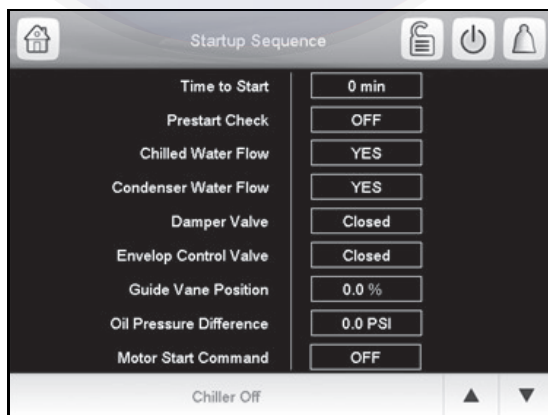 Startup Sequence
Time to Start 0 min
Prestart Check OFF
Chilled Water Flow YES
Condenser Water Flow YES
Damper Valve Closed
Envelop Control Valve Closed
Guide Vane Position 0.0 %
Oil Pressure Difference 0.0 PSI
Motor Start Command OFF
Chiller Off